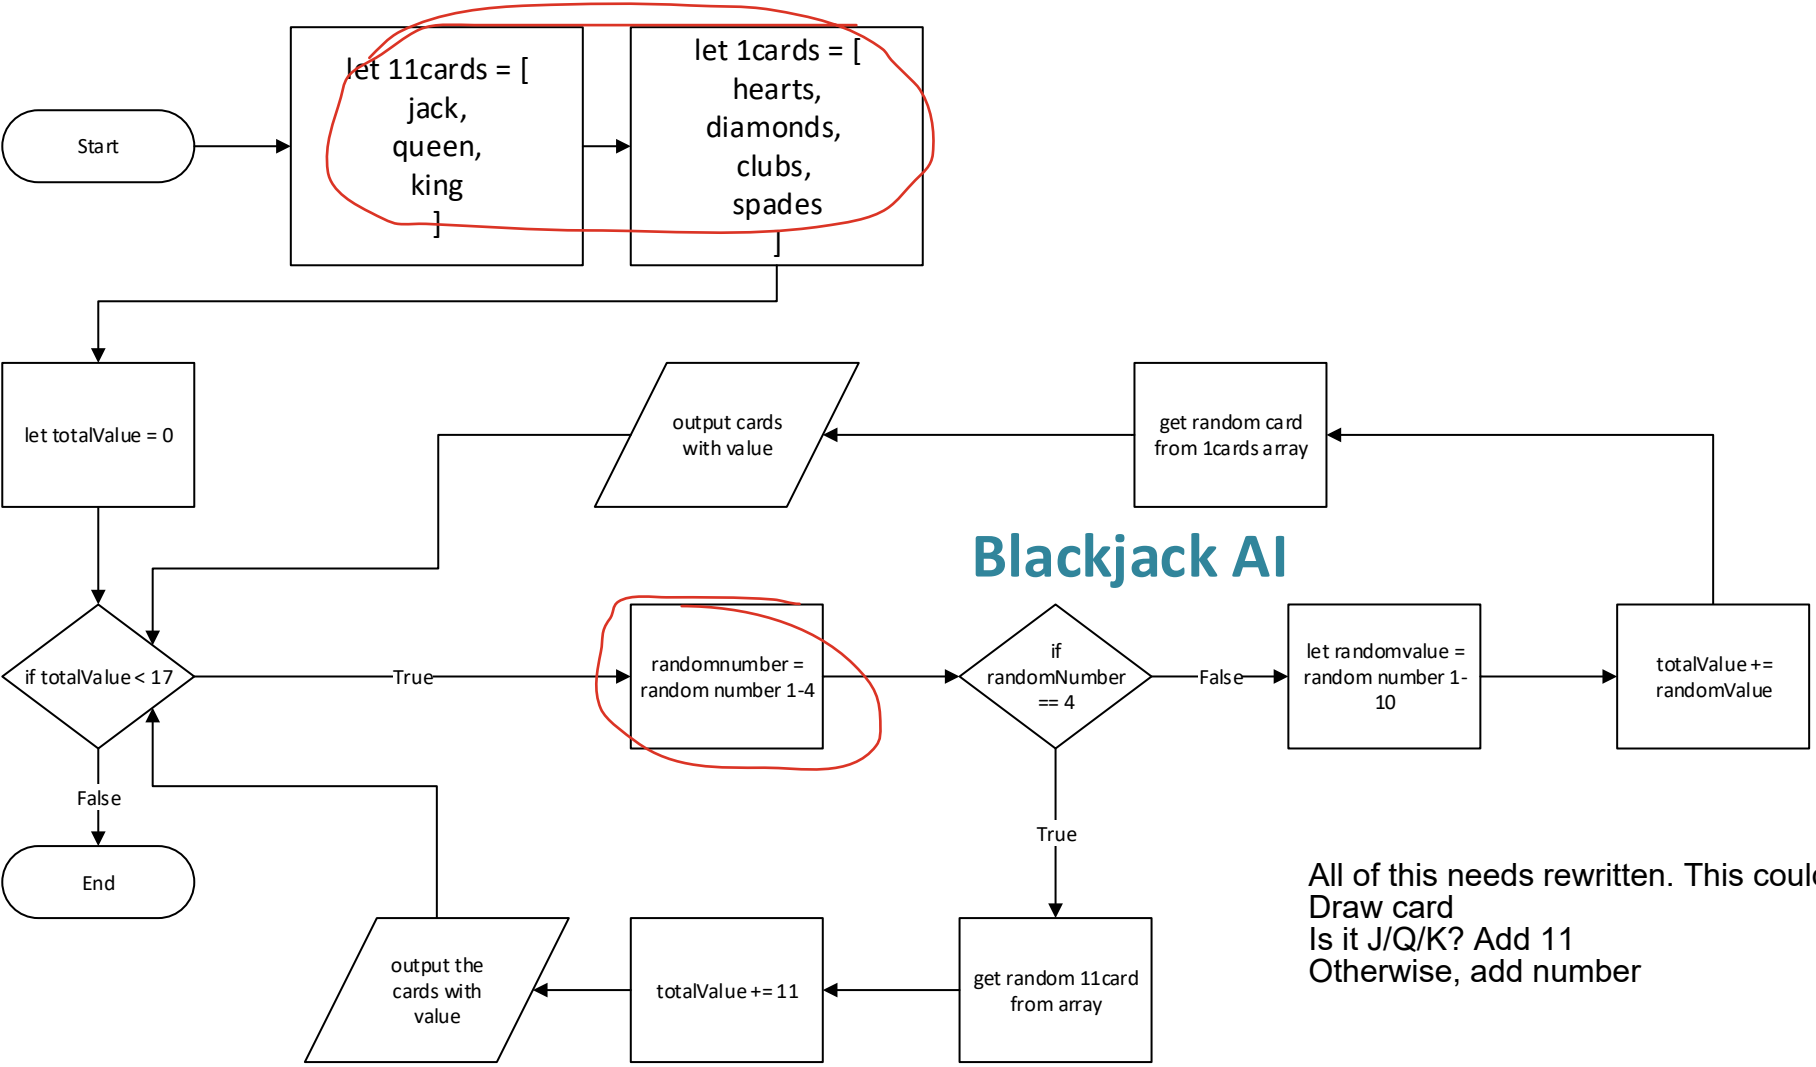 Start
let 11cards = [
jack,
queen,
king
]
let 1cards = [
hearts,
diamonds,
clubs,
spades
]
let totalValue = 0
output cards
with value
get random card
from 1cards array
Blackjack AI
if totalValue < 17
True
randomnumber =
random number 1-4
if
randomNumber
== 4
False
let randomvalue =
random number 1-
10
totalValue +=
randomValue
False
End
True
output the
cards with
value
totalValue += 11
get random 11card
from array
All of this needs rewritten. This
Draw card
Is it J/Q/K? Add 11
Otherwise, add number